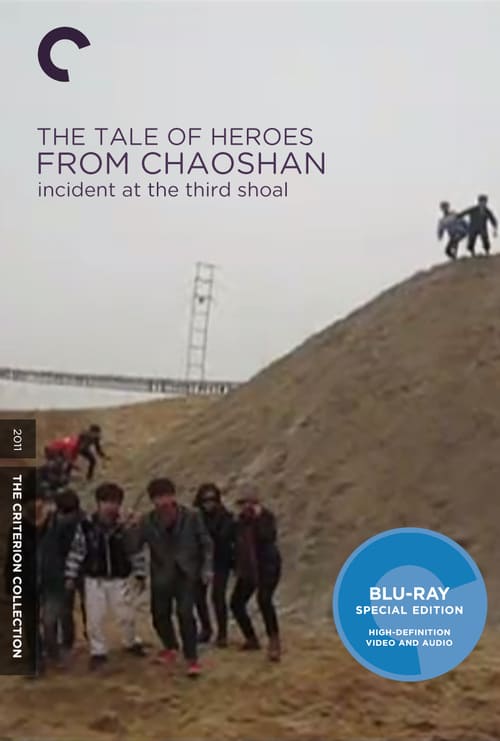 THE TALE OF HEROES
FROM CHAOSHAN
incident at the third shoal
2011
THE CRITERION COLLECTION
BLU-RAY
SPECIAL EDITION
HIGH-DEFINITION
VIDEO AND AUDIO